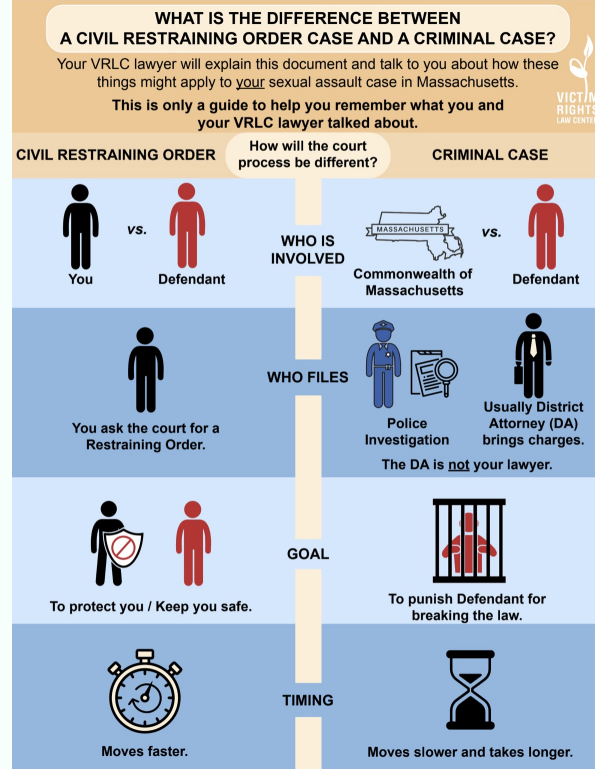 WHAT IS THE DIFFERENCE BETWEEN
A CIVIL RESTRAINING ORDER CASE AND A CRIMINAL CASE?
Your VRLC lawyer will explain this document and talk to you about how these
things might apply to your sexual assault case in Massachusetts.
This is only a guide to help you remember what you and
your VRLC lawyer talked about.
VICTIM
RIGHTS
LAW CENTER
CIVIL RESTRAINING ORDER
How will the court
process be different?
CRIMINAL CASE
vs.
You
Defendant
WHO IS
INVOLVED
MASSACHUSETTS
vs.
Commonwealth of
Massachusetts
Defendant
You ask the court for a
Restraining Order.
WHO FILES
Police
Investigation
Usually District
Attorney (DA)
brings charges.
The DA is not your lawyer.
To protect you / Keep you safe.
GOAL
To punish Defendant for
breaking the law.
Moves faster.
TIMING
Moves slower and takes longer.